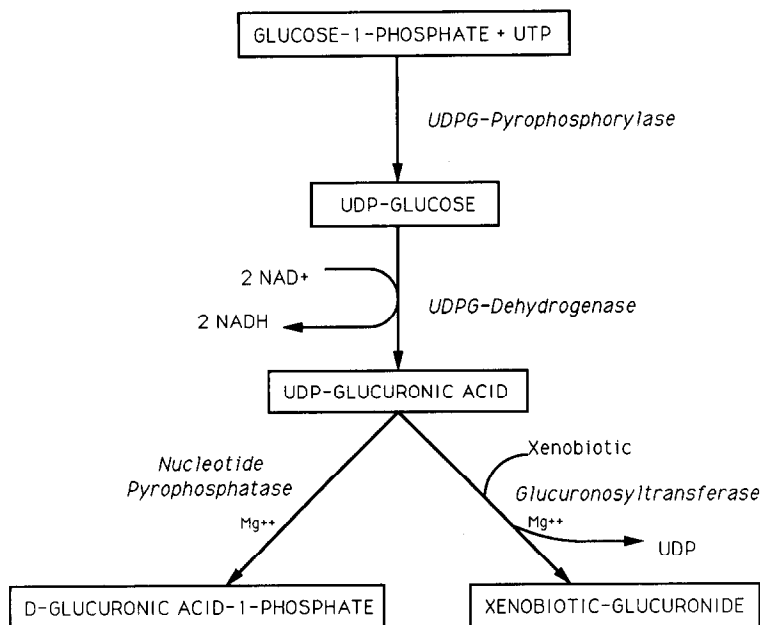 GLUCOSE-1-PHOSPHATE + UTP
UDPG-Pyrophosphorylase
UDP-GLUCOSE
2 NAD+
UDPG-Dehydrogenase
2 NADH
UDP-GLUCURONIC ACID
Nucleotide
Pyrophosphatase
Mg++
Xenobiotic
Glucuronosyltransferase
Mg++
UDP
D-GLUCURONIC ACID-1-PHOSPHATE
XENOBIOTIC-GLUCURONIDE